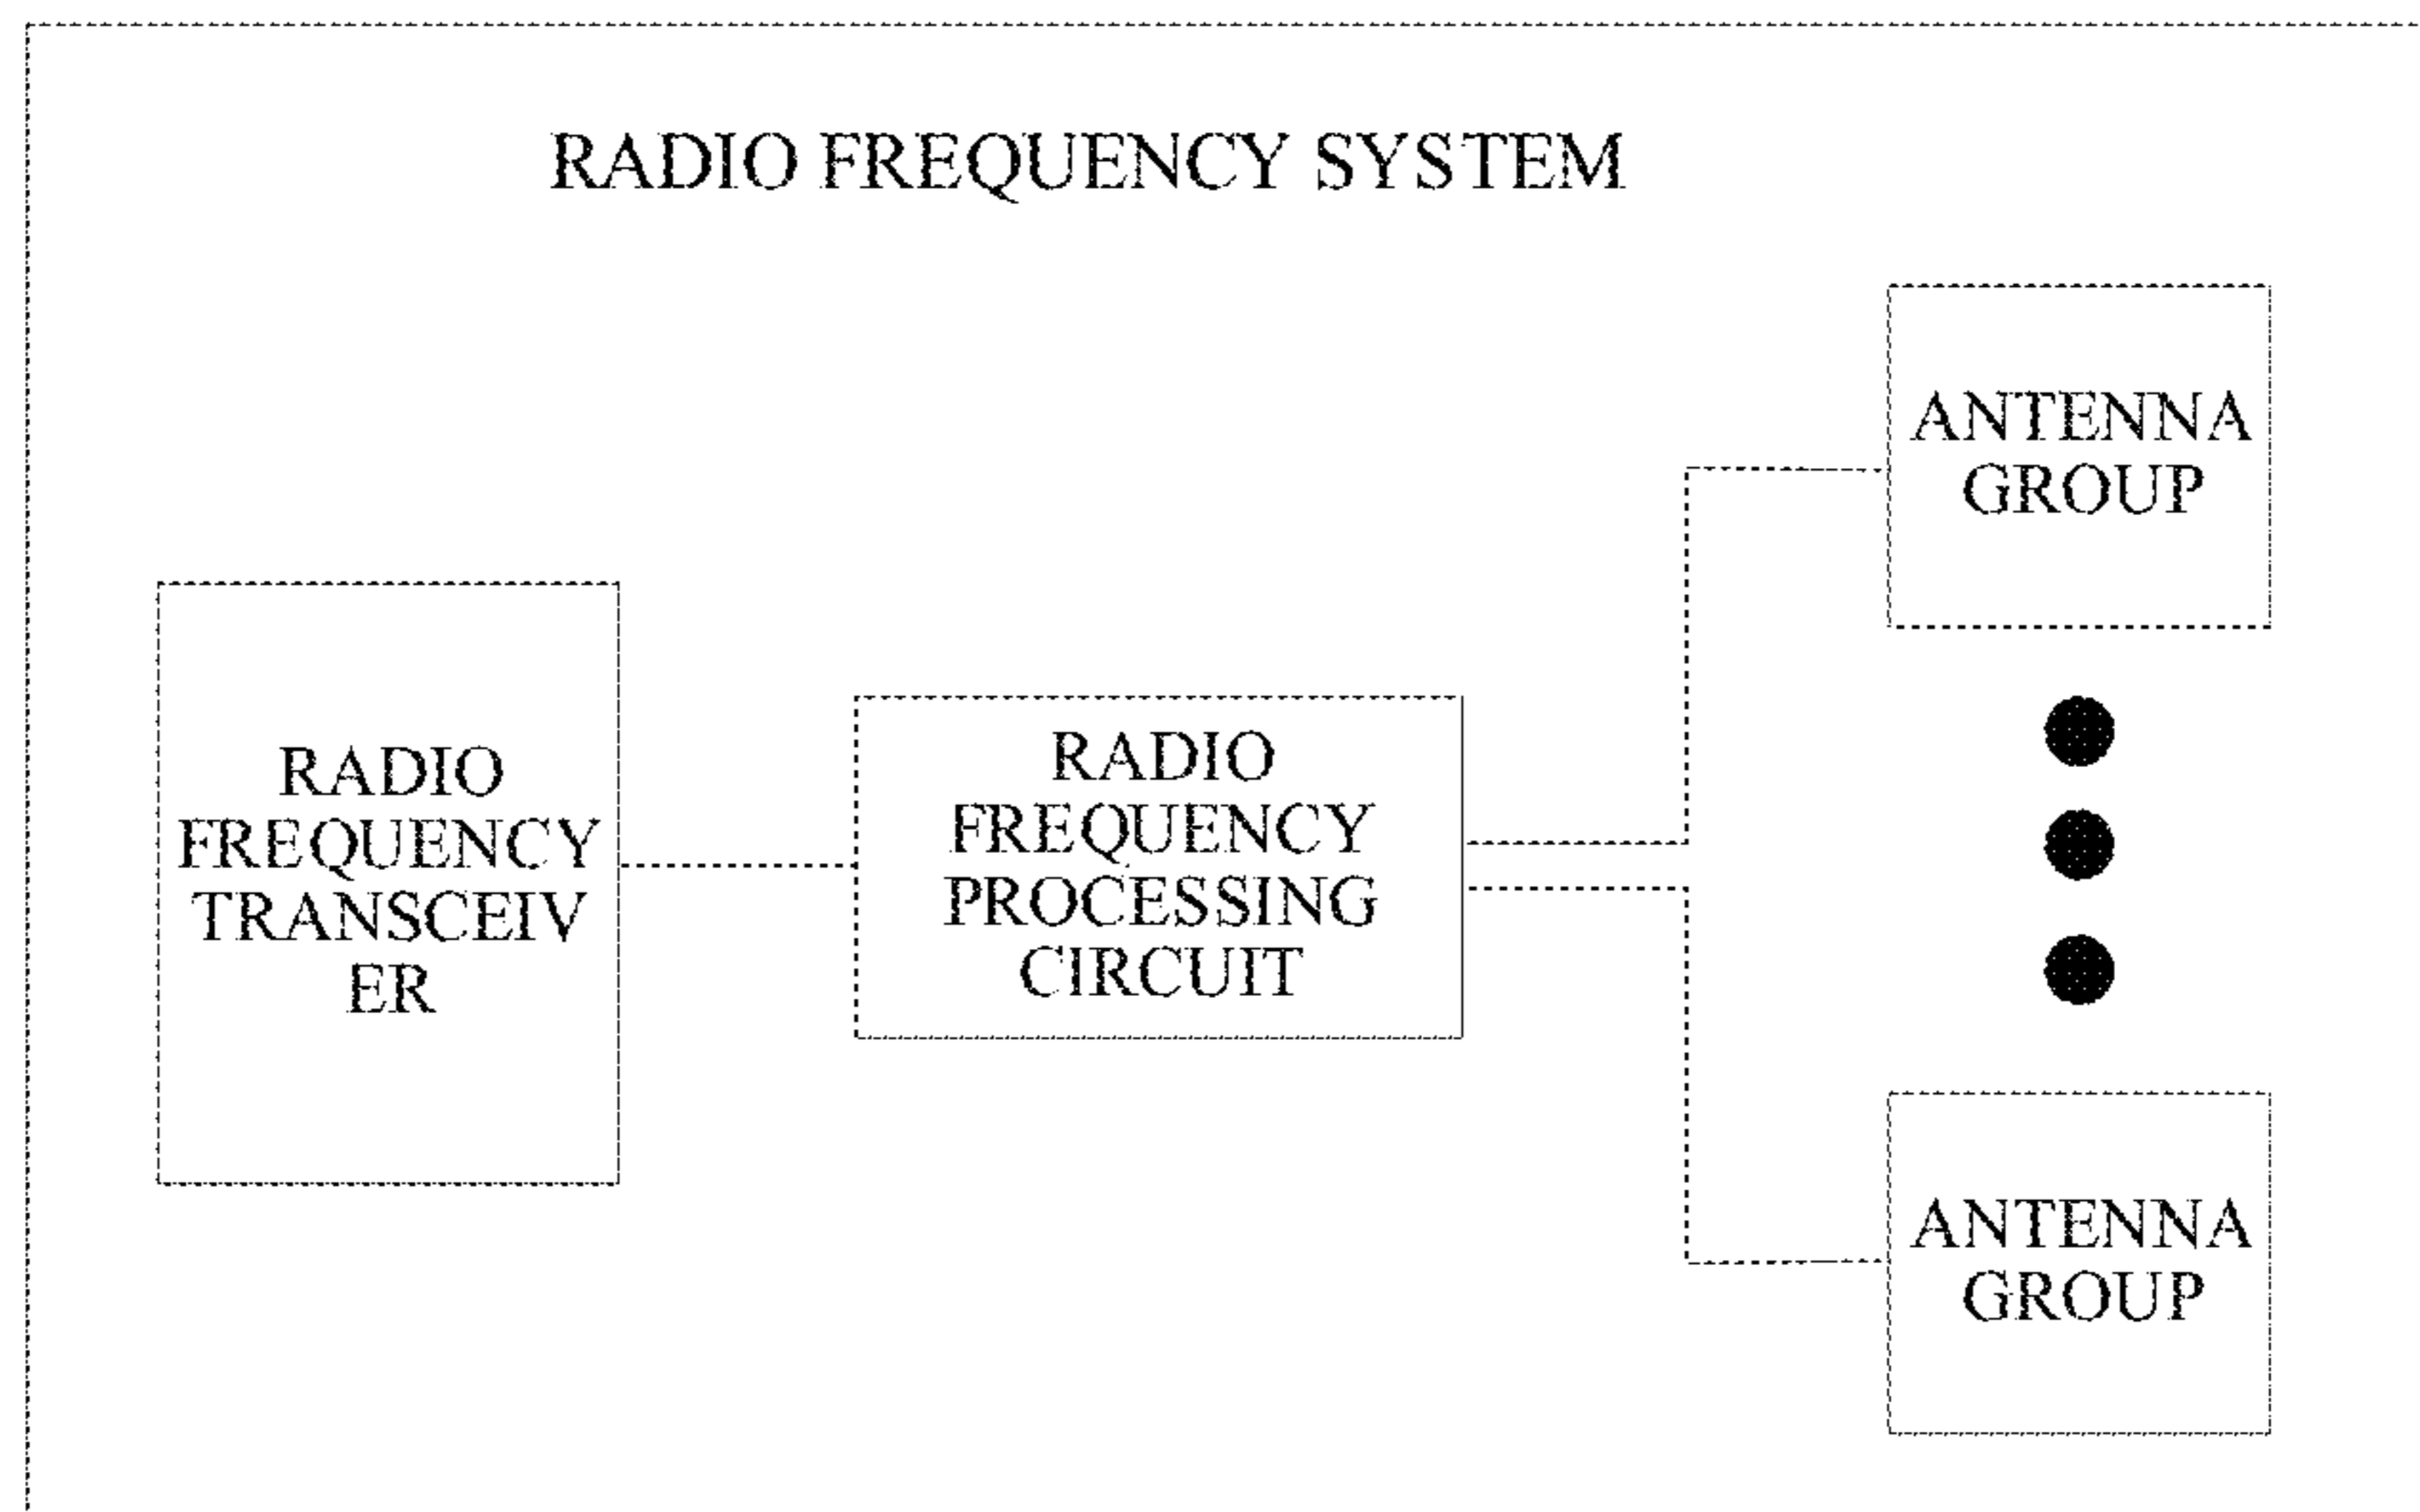 RADIO FREQUENCY SYSTEM
RADIO
FREQUENCY
TRANSCEIV
ER
RADIO
FREQUENCY
PROCESSING
CIRCUIT
ANTENNA
GROUP
ANTENNA
GROUP